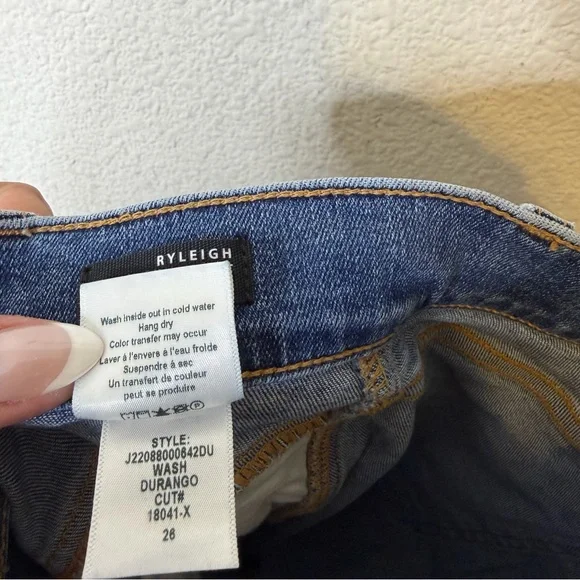 RYLEIGH
Wash inside out in cold water
Hang dry
Color transfer may occur
Laver à l'envers à l'eau froide
Suspendre à sec
Un transfert de couleur
peut se produire
STYLE:
J22088000642DU
WASH
DURANGO
CUT#
18041-X
26